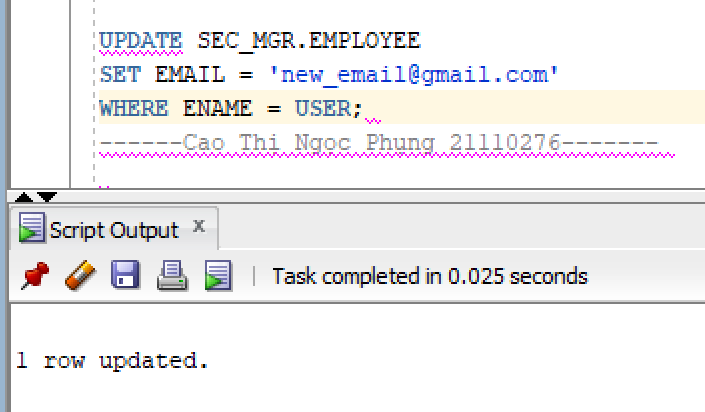 UPDATE SEC_MGR.EMPLOYEE
SET EMAIL = 'new_email@gmail.com'
WHERE ENAME = USER;
------Cao Thi Ngoc Phung 21110276-------
Script Output x
Task completed in 0.025 seconds
1 row updated.